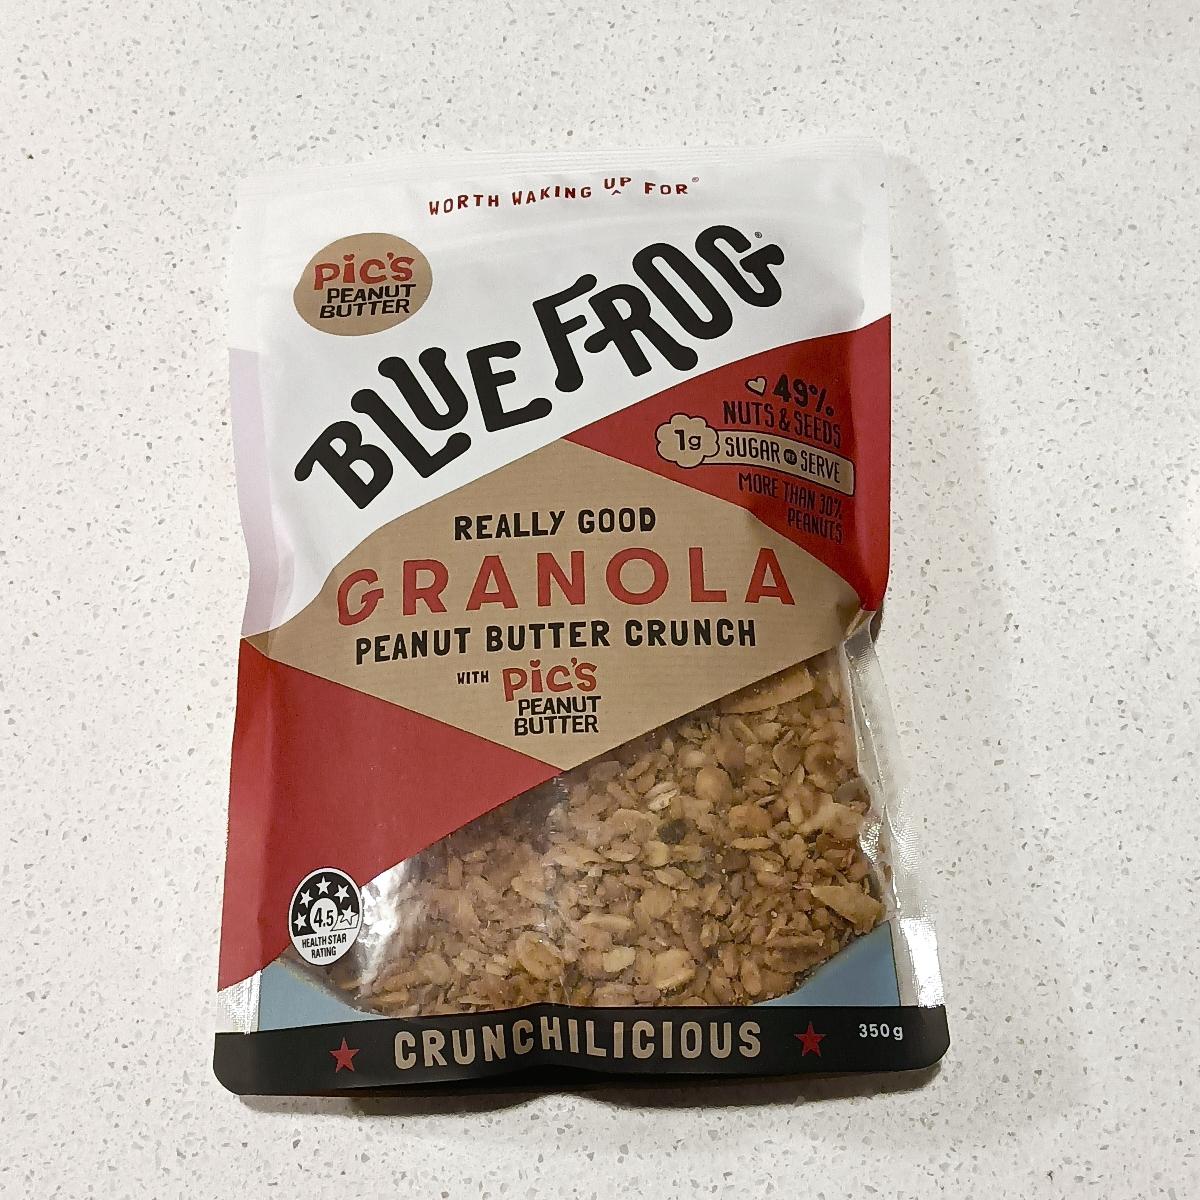 WORTH WAKING UP FOR®
PIC'S
PEANUT
BUTTER
BLUE FROG®
49%
NUTS & SEEDS
1g SUGAR PER SERVE
MORE THAN 30%
PEANUTS
REALLY GOOD
GRANOLA
PEANUT BUTTER CRUNCH
WITH PIC'S
PEANUT
BUTTER
4.5
HEALTH STAR
RATING
CRUNCHILICIOUS
350g